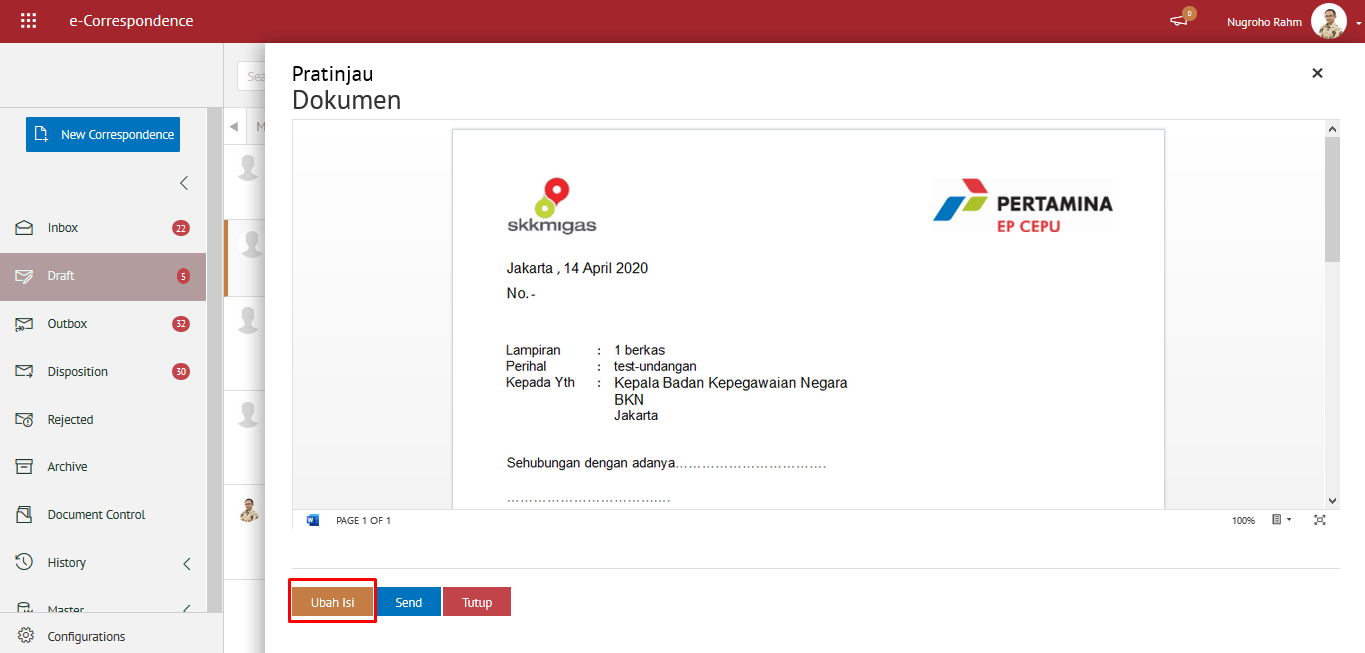 e-Correspondence
0
Nugroho Rahm
Sea
Pratinjau
Dokumen
New Correspondence
M
Inbox 22
Draft 5
Outbox 32
Disposition 30
Rejected
Archive
Document Control
History
Master
Configurations
skkmigas
PERTAMINA
EP CEPU
Jakarta , 14 April 2020
No.-
Lampiran : 1 berkas
Perihal : test-undangan
Kepada Yth : Kepala Badan Kepegawaian Negara
BKN
Jakarta
Sehubungan dengan adanya…………………………….
……………………………….…
PAGE 1 OF 1
100%
Ubah Isi
Send
Tutup